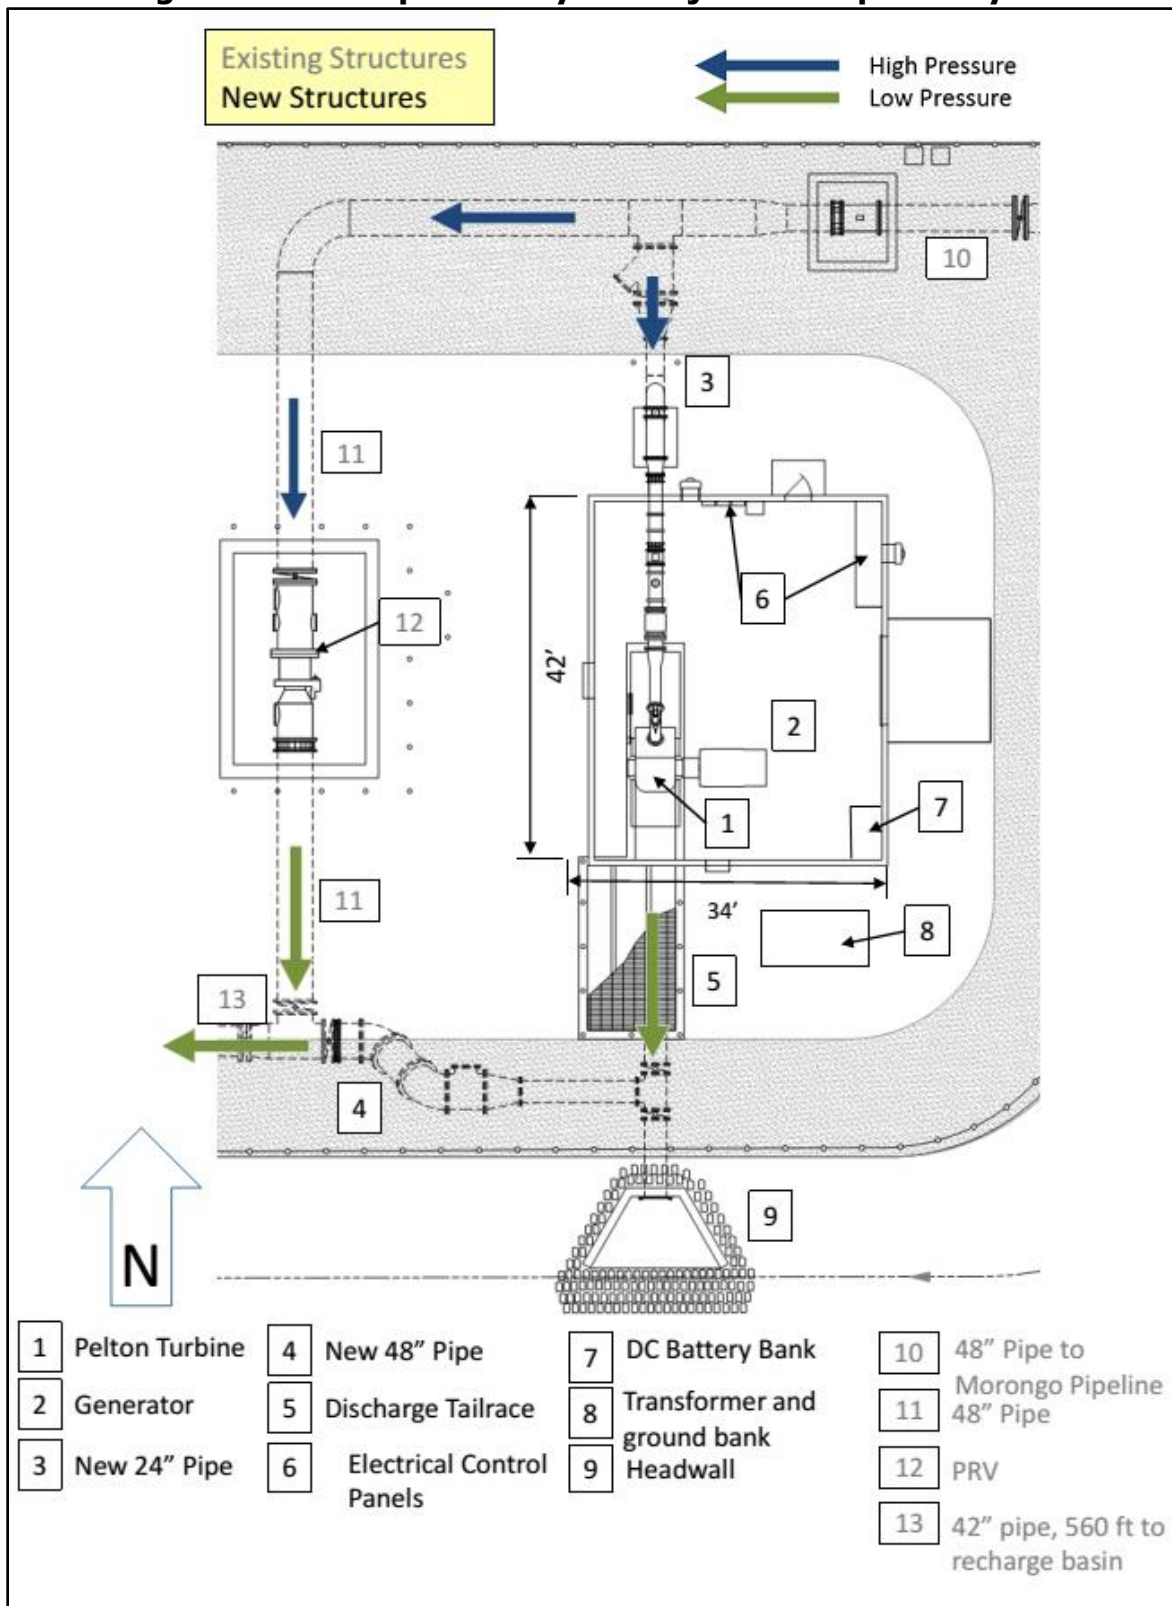 Existing Structures
New Structures
High Pressure
Low Pressure
10
3
11
12
6
42'
2
1
7
34'
11
8
13
5
4
9
N
1 Pelton Turbine
2 Generator
3 New 24" Pipe
4 New 48" Pipe
5 Discharge Tailrace
6 Electrical Control
Panels
7 DC Battery Bank
8 Transformer and
ground bank
9 Headwall
10 48" Pipe to
Morongo Pipeline
11 48" Pipe
12 PRV
13 42" pipe, 560 ft to
recharge basin